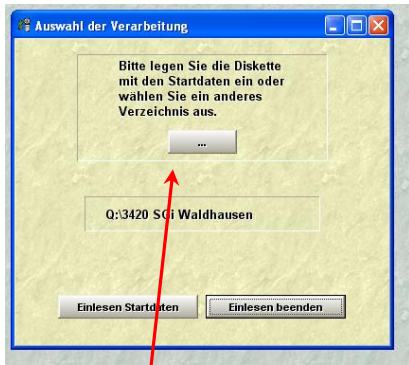 Auswahl der Verarbeitung
Bitte legen Sie die Diskette
mit den Startdaten ein oder
wählen Sie ein anderes
Verzeichnis aus.
...
Q:\3420 SGi Waldhausen
Einlesen Startdaten
Einlesen beenden